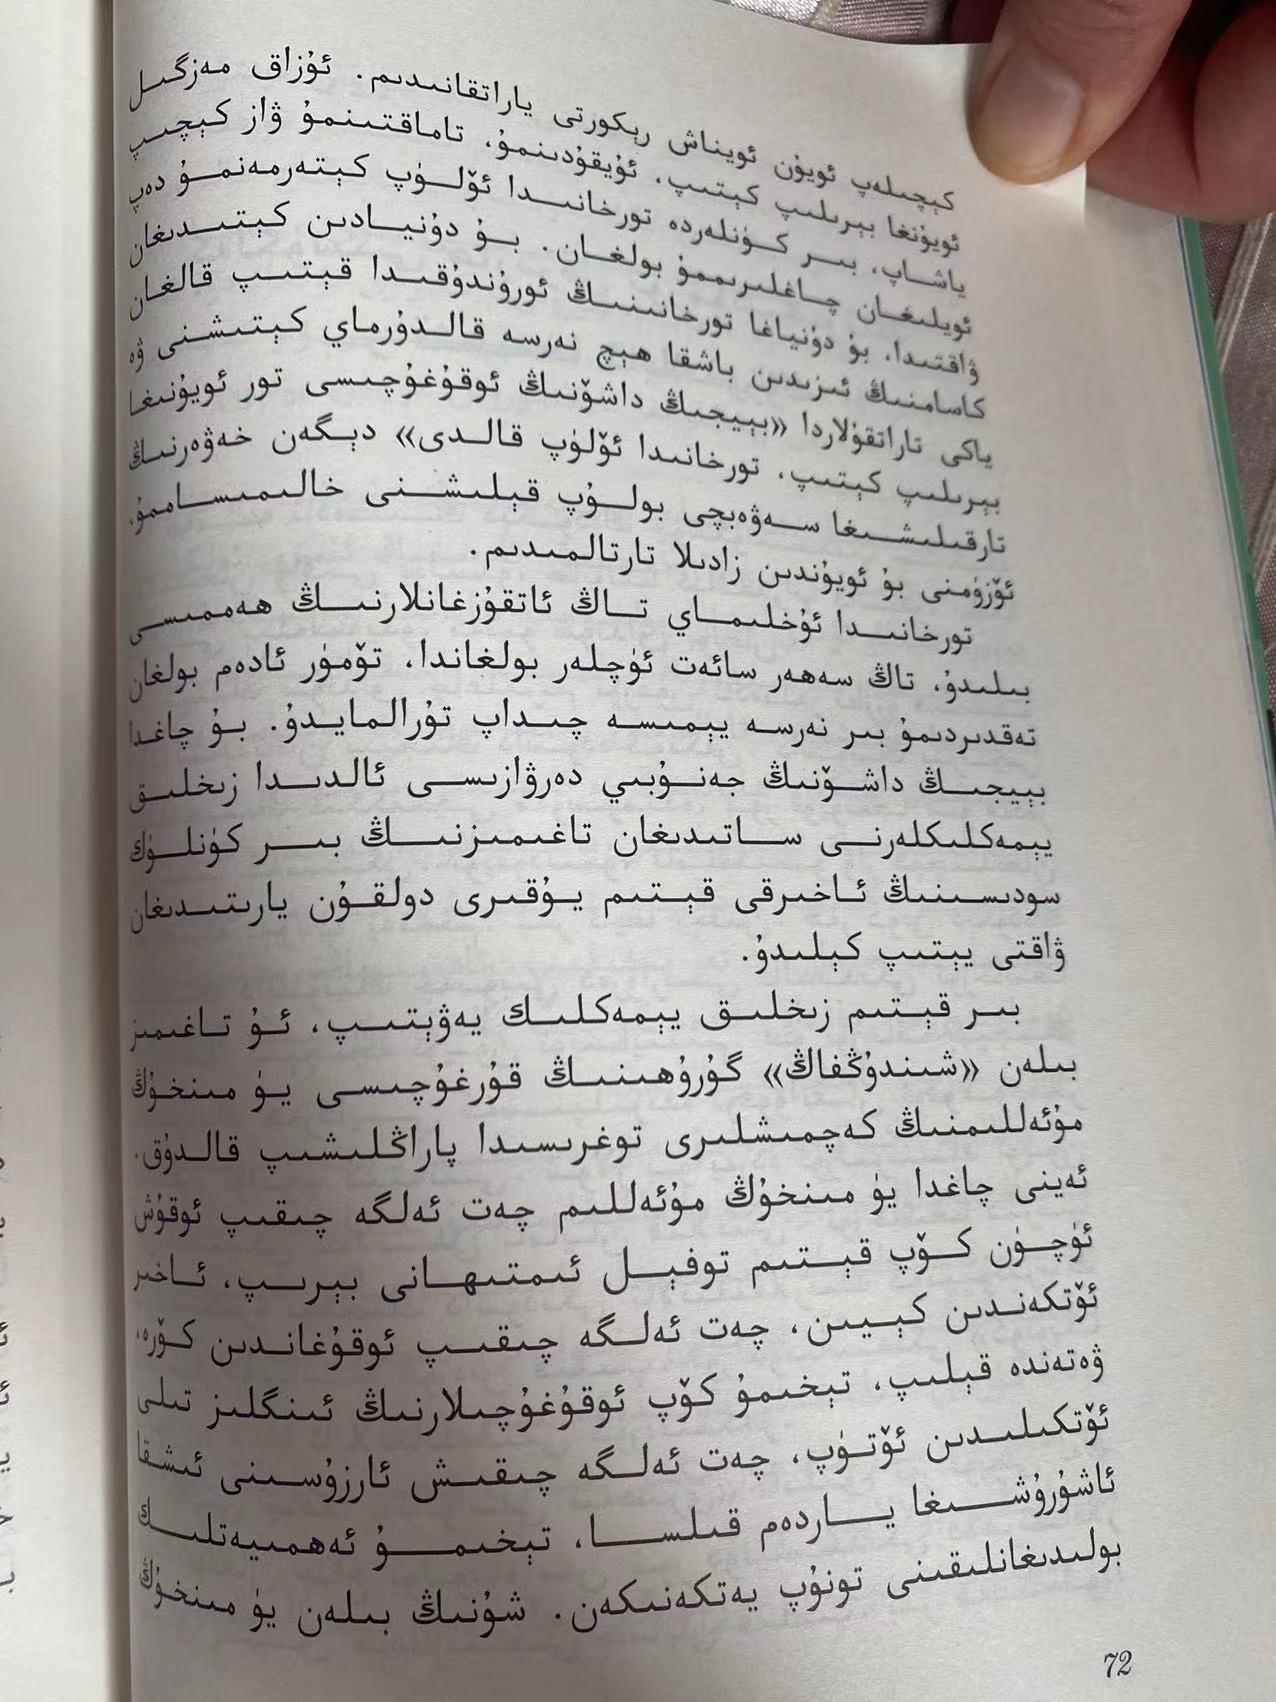 كېچىلەپ ئويۇن ئويناش رېكورتى ياراتقانىدىم. ئۇزاق مەزگىل
ئويۇنغا بېرىلىپ كېتىپ، ئۇيقۇدىنمۇ، تاماقتىنمۇ ۋاز كېچىپ
ياشاپ، بىر كۈنلەردە تورخانىدا ئۆلۈپ كېتەرمەنمۇ دەپ
ئويلىغان چاغلىرىممۇ بولغان. بۇ دۇنيادىن كېتىدىغان
ۋاقتىدا، بۇ دۇنياغا تورخانىنىڭ ئورۇندۇقىدا قېتىپ قالغان
كاسامنىڭ ئىزىدىن باشقا ھېچ نەرسە قالدۇرماي كېتىشنى ۋە
ياكى تاراتقۇلاردا «بېيجىڭ داشۆنىڭ ئوقۇغۇچىسى تور ئويۇنىغا
بېرىلىپ كېتىپ، تورخانىدا ئۆلۈپ قالدى» دېگەن خەۋەرنىڭ
تارقىلىشىغا سەۋەبچى بولۇپ قېلىشنى خالىمىساممۇ،
ئۆزۈمنى بۇ ئويۇندىن زادىلا تارتالمىدىم.
تورخانىدا ئۇخلىماي تاڭ ئاتقۇزغانلارنىڭ ھەممىسى
بىلىدۇ، تاڭ سەھەر سائەت ئۈچلەر بولغاندا، تۆمۈر ئادەم بولغان
تەقدىردىمۇ بىر نەرسە يېمىسە چىداپ تۇرالمايدۇ. بۇ چاغدا
بېيجىڭ داشۆنىڭ جەنۇبىي دەرۋازىسى ئالدىدا زىخلىق
يېمەكلىكلەرنى ساتىدىغان تاغىمىزنىڭ بىر كۈنلۈك
سودىسىنىڭ ئاخىرقى قېتىم يۇقىرى دولقۇن يارىتىدىغان
ۋاقتى يېتىپ كېلىدۇ.
بىر قېتىم زىخلىق يېمەكلىك يەۋېتىپ، ئۇ تاغىمىز
بىلەن «شىندۇڭفاڭ» گۇرۇھىنىڭ قۇرغۇچىسى يۈ مىنخۇڭ
مۇئەللىمنىڭ كەچمىشلىرى توغرىسىدا پاراڭلىشىپ قالدۇق.
ئەينى چاغدا يۈ مىنخۇڭ مۇئەللىم چەت ئەلگە چىقىپ ئوقۇش
ئۈچۈن كۆپ قېتىم توفېل ئىمتىھانى بېرىپ، ئاخىر
ئۆتكەندىن كېيىن، چەت ئەلگە چىقىپ ئوقۇغاندىن كۆرە،
ۋەتەندە قېلىپ، تېخىمۇ كۆپ ئوقۇغۇچىلارنىڭ ئىنگلىز تىلى
ئۆتكىلىدىن ئۆتۈپ، چەت ئەلگە چىقىش ئارزۇسىنى ئىشقا
ئاشۇرۇشىغا ياردەم قىلسا، تېخىمۇ ئەھمىيەتلىك
بولىدىغانلىقىنى تونۇپ يەتكەنىكەن. شۇنىڭ بىلەن يۈ مىنخۇڭ
72